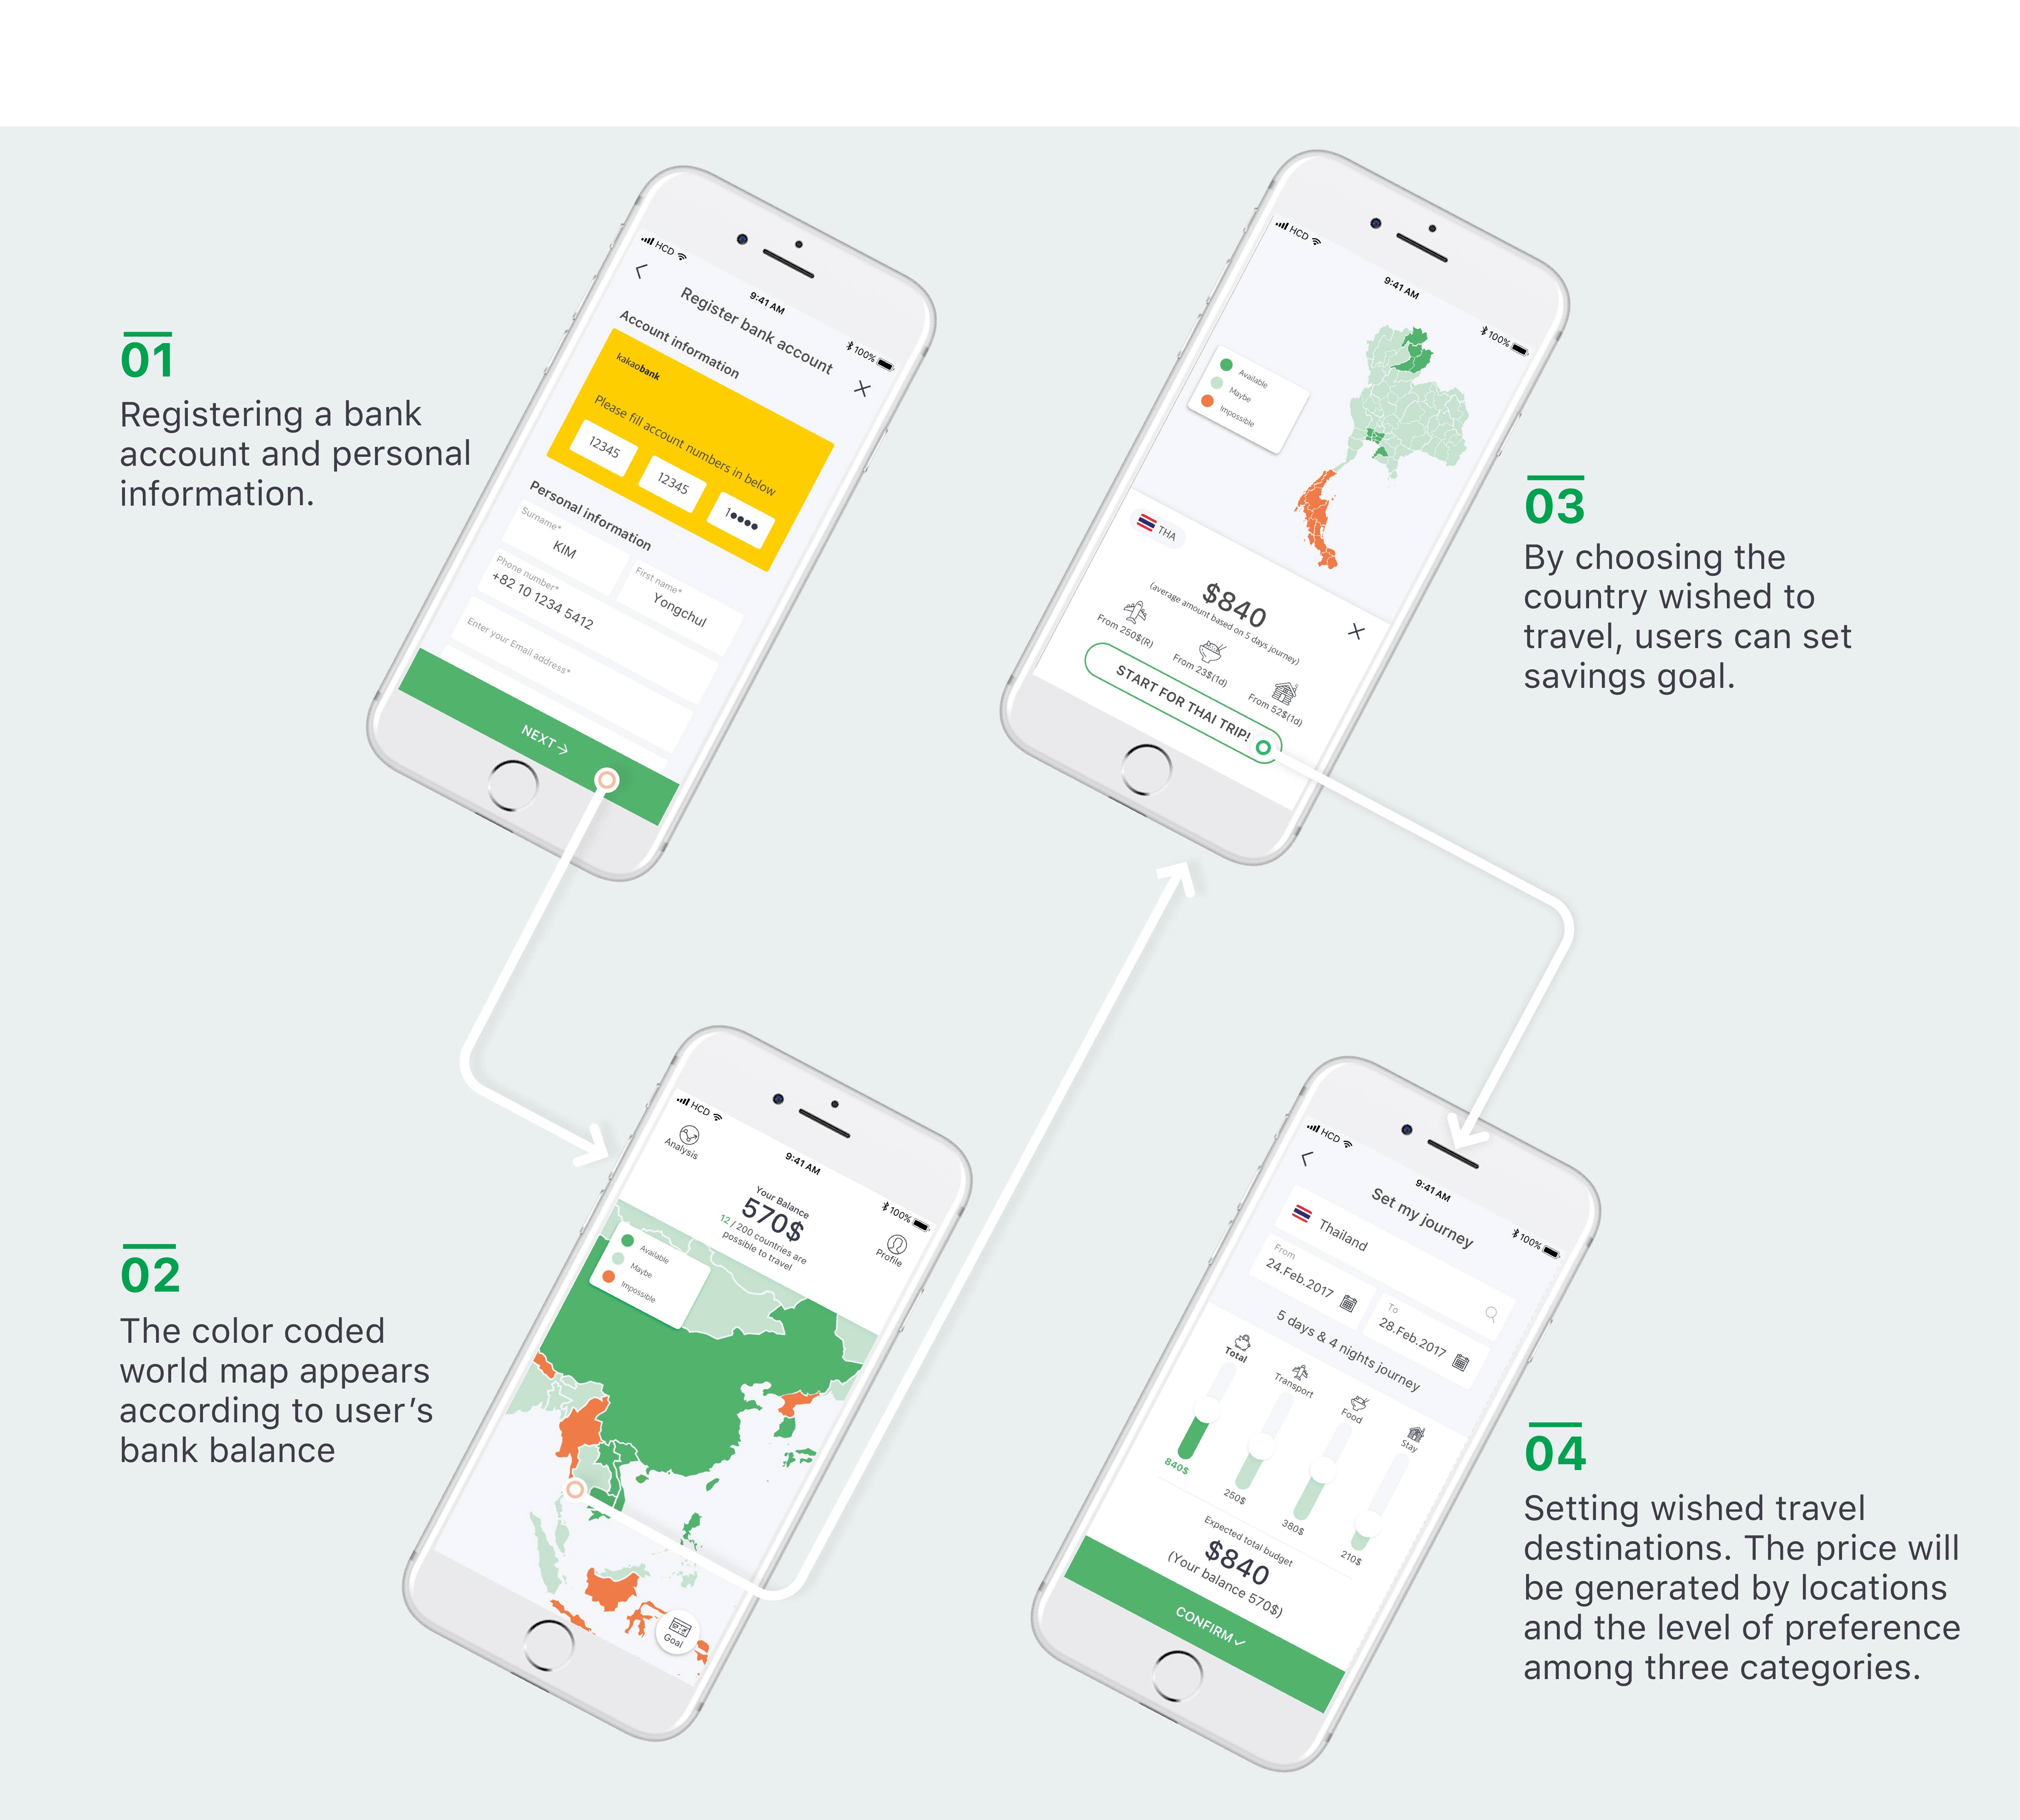 01
Registering a bank
account and personal
information.
HCD
9:41 AM
100%
Register bank account
Account information
kakaobank
Please fill account numbers in below
12345
12345
1●●●●
Personal information
Surname*
KIM
First name*
Yongchul
Phone number*
+82 10 1234 5412
Enter your Email address*
NEXT →
02
The color coded
world map appears
according to user’s
bank balance
HCD
9:41 AM
100%
Analysis
Your Balance
570$
12 / 200 countries are
possible to travel
Profile
Available
Maybe
Impossible
Goal
03
By choosing the
country wished to
travel, users can set
savings goal.
HCD
9:41 AM
100%
Available
Maybe
Impossible
THA
$840
(average amount based on 5 days journey)
From 250$(R)
From 23$(1d)
From 52$(1d)
START FOR THAI TRIP!
04
Setting wished travel
destinations. The price will
be generated by locations
and the level of preference
among three categories.
HCD
9:41 AM
100%
Set my journey
Thailand
From
24.Feb.2017
To
28.Feb.2017
5 days & 4 nights journey
Total
Transport
Food
Stay
840$
250$
380$
210$
Expected total budget
$840
(Your balance 570$)
CONFIRM ✓